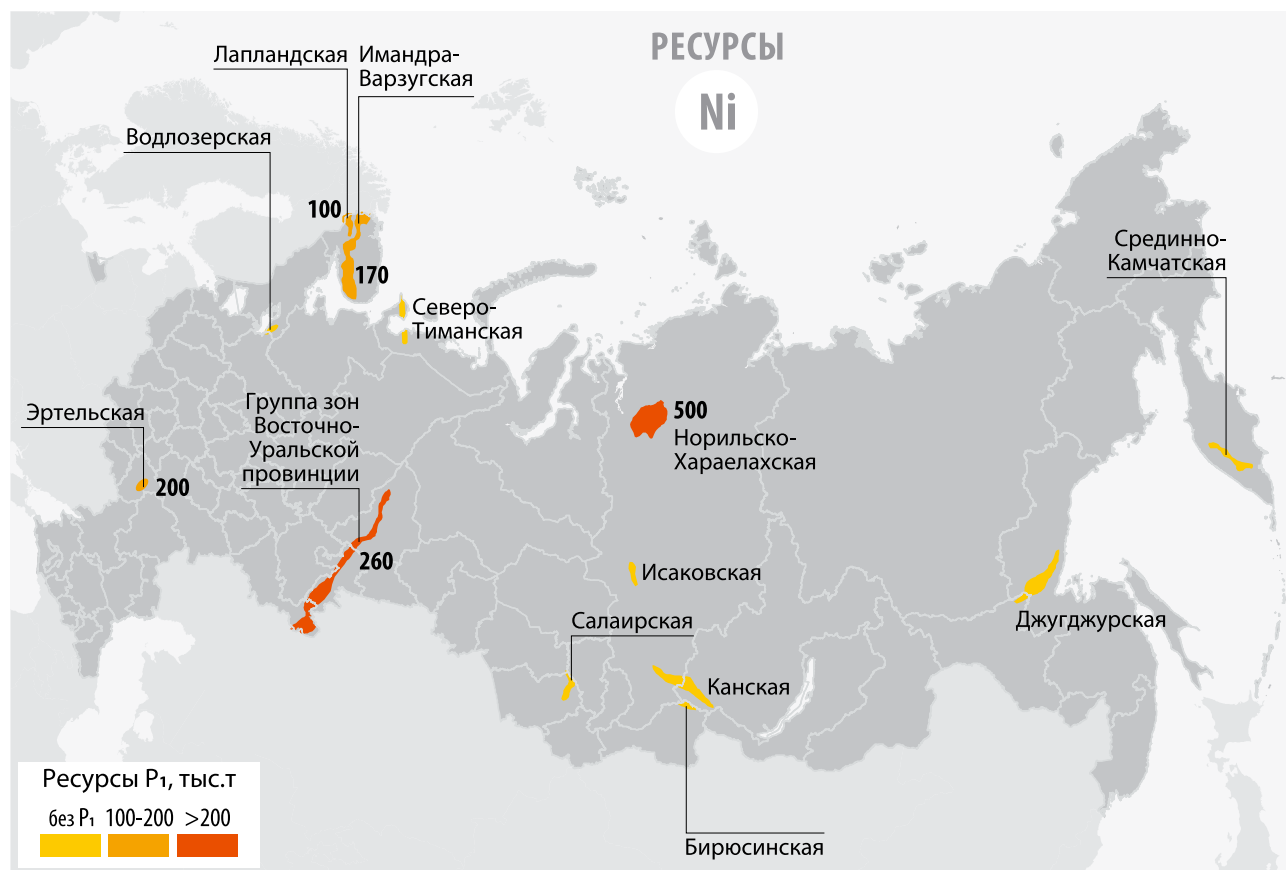 РЕСУРСЫ
Ni
Лапландская
Имандра-
Варзугская
Водлозерская
100
170
Северо-
Тиманская
Срединно-
Камчатская
Эртельская
200
Группа зон
Восточно-
Уральской
провинции
260
500
Норильско-
Хараелахская
Исаковская
Салаирская
Джугджурская
Канская
Бирюсинская
Ресурсы P₁, тыс.т
без P₁ 100-200 >200